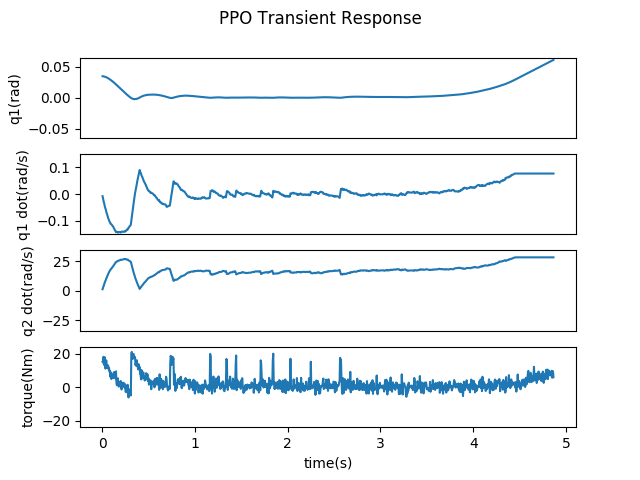 PPO Transient Response
q1(rad)
0.05
0.00
−0.05
q1 dot(rad/s)
0.1
0.0
−0.1
q2 dot(rad/s)
25
0
−25
torque(Nm)
20
0
−20
0 1 2 3 4 5
time(s)